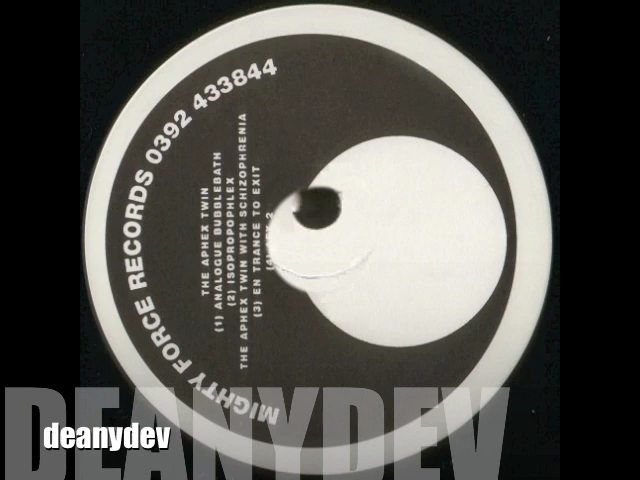 MIGHTY FORCE RECORDS 0392 433844
THE APHEX TWIN
(1) ANALOGUE BUBBLEBATH
(2) ISOPROPOPHLEX
THE APHEX TWIN WITH SCHIZOPHRENIA
(3) EN TRANCE TO EXIT
DEANYDEV
deanydev